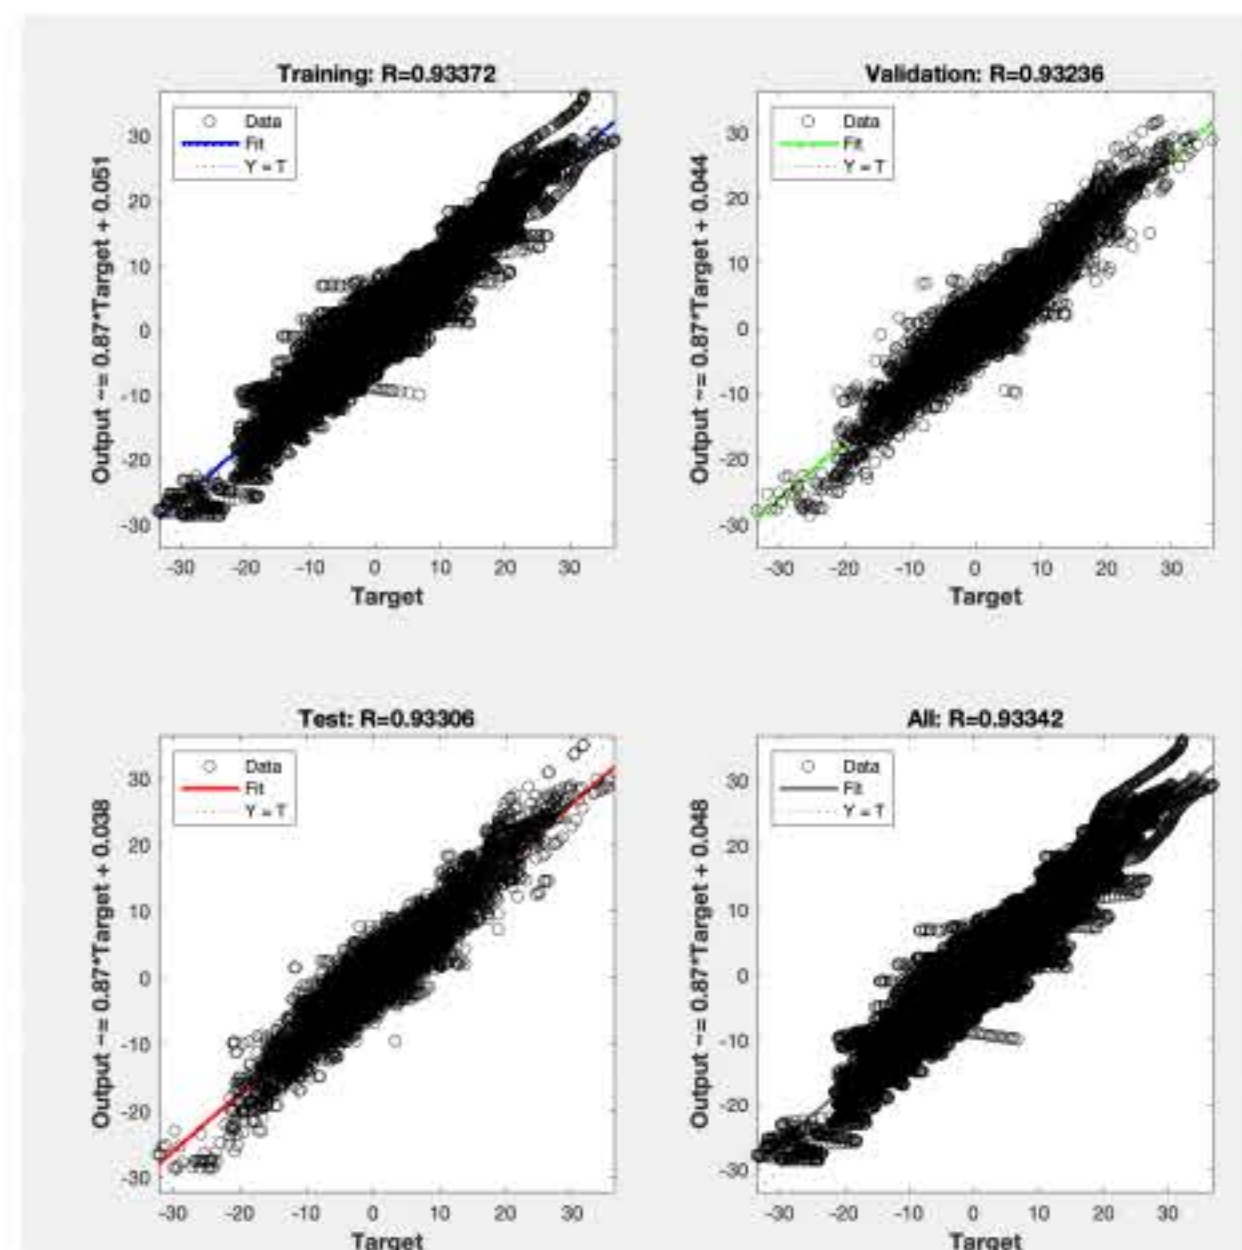 Training: R=0.93372
Output ~= 0.87*Target + 0.051
Data
Fit
Y = T
30
20
10
0
-10
-20
-30
-30 -20 -10 0 10 20 30
Target
Validation: R=0.93236
Output ~= 0.87*Target + 0.044
Data
Fit
Y = T
30
20
10
0
-10
-20
-30
-30 -20 -10 0 10 20 30
Target
Test: R=0.93306
Output ~= 0.87*Target + 0.038
Data
Fit
Y = T
30
20
10
0
-10
-20
-30
-30 -20 -10 0 10 20 30
Target
All: R=0.93342
Output ~= 0.87*Target + 0.048
Data
Fit
Y = T
30
20
10
0
-10
-20
-30
-30 -20 -10 0 10 20 30
Target